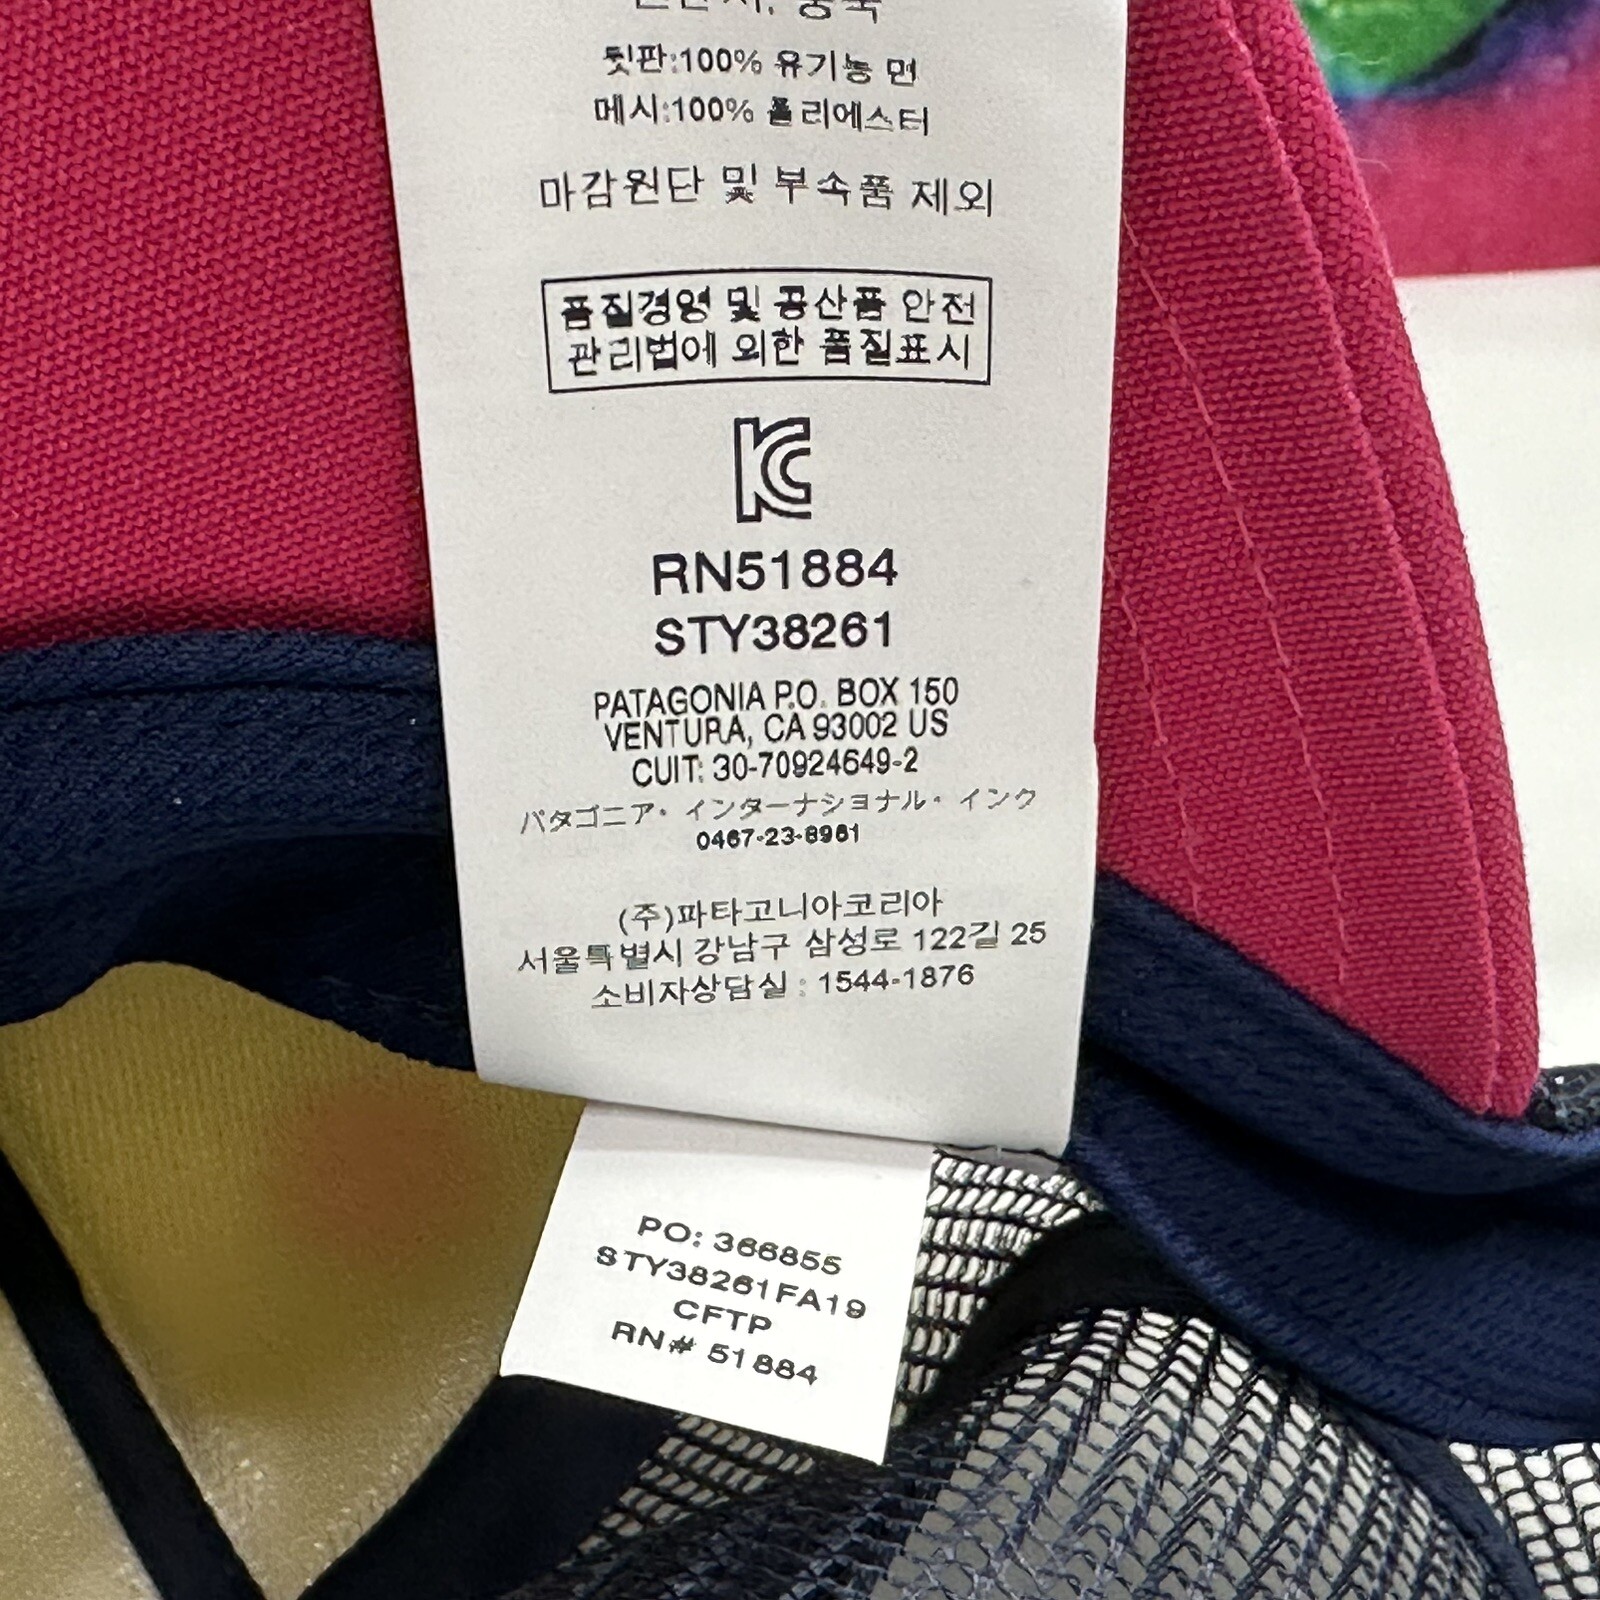 원산지: 중국
뒷판:100% 유기농 면
메시:100% 폴리에스터
마감원단 및 부속품 제외
품질경영 및 공산품 안전
관리법에 의한 품질표시
RN51884
STY38261
PATAGONIA P.O. BOX 150
VENTURA, CA 93002 US
CUIT: 30-70924649-2
パタゴニア・インターナショナル・インク
0467-23-8961
(주)파타고니아코리아
서울특별시 강남구 삼성로 122길 25
소비자상담실 : 1544-1876
PO: 366855
STY38261FA19
CFTP
RN# 51884